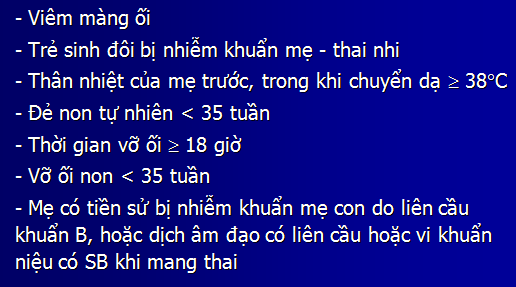 - Viêm màng ối
- Trẻ sinh đôi bị nhiễm khuẩn mẹ - thai nhi
- Thân nhiệt của mẹ trước, trong khi chuyển dạ ≥ 38°C
- Đẻ non tự nhiên < 35 tuần
- Thời gian vỡ ối ≥ 18 giờ
- Vỡ ối non < 35 tuần
- Mẹ có tiền sử bị nhiễm khuẩn mẹ con do liên cầu
khuẩn B, hoặc dịch âm đạo có liên cầu hoặc vi khuẩn
niệu có SB khi mang thai